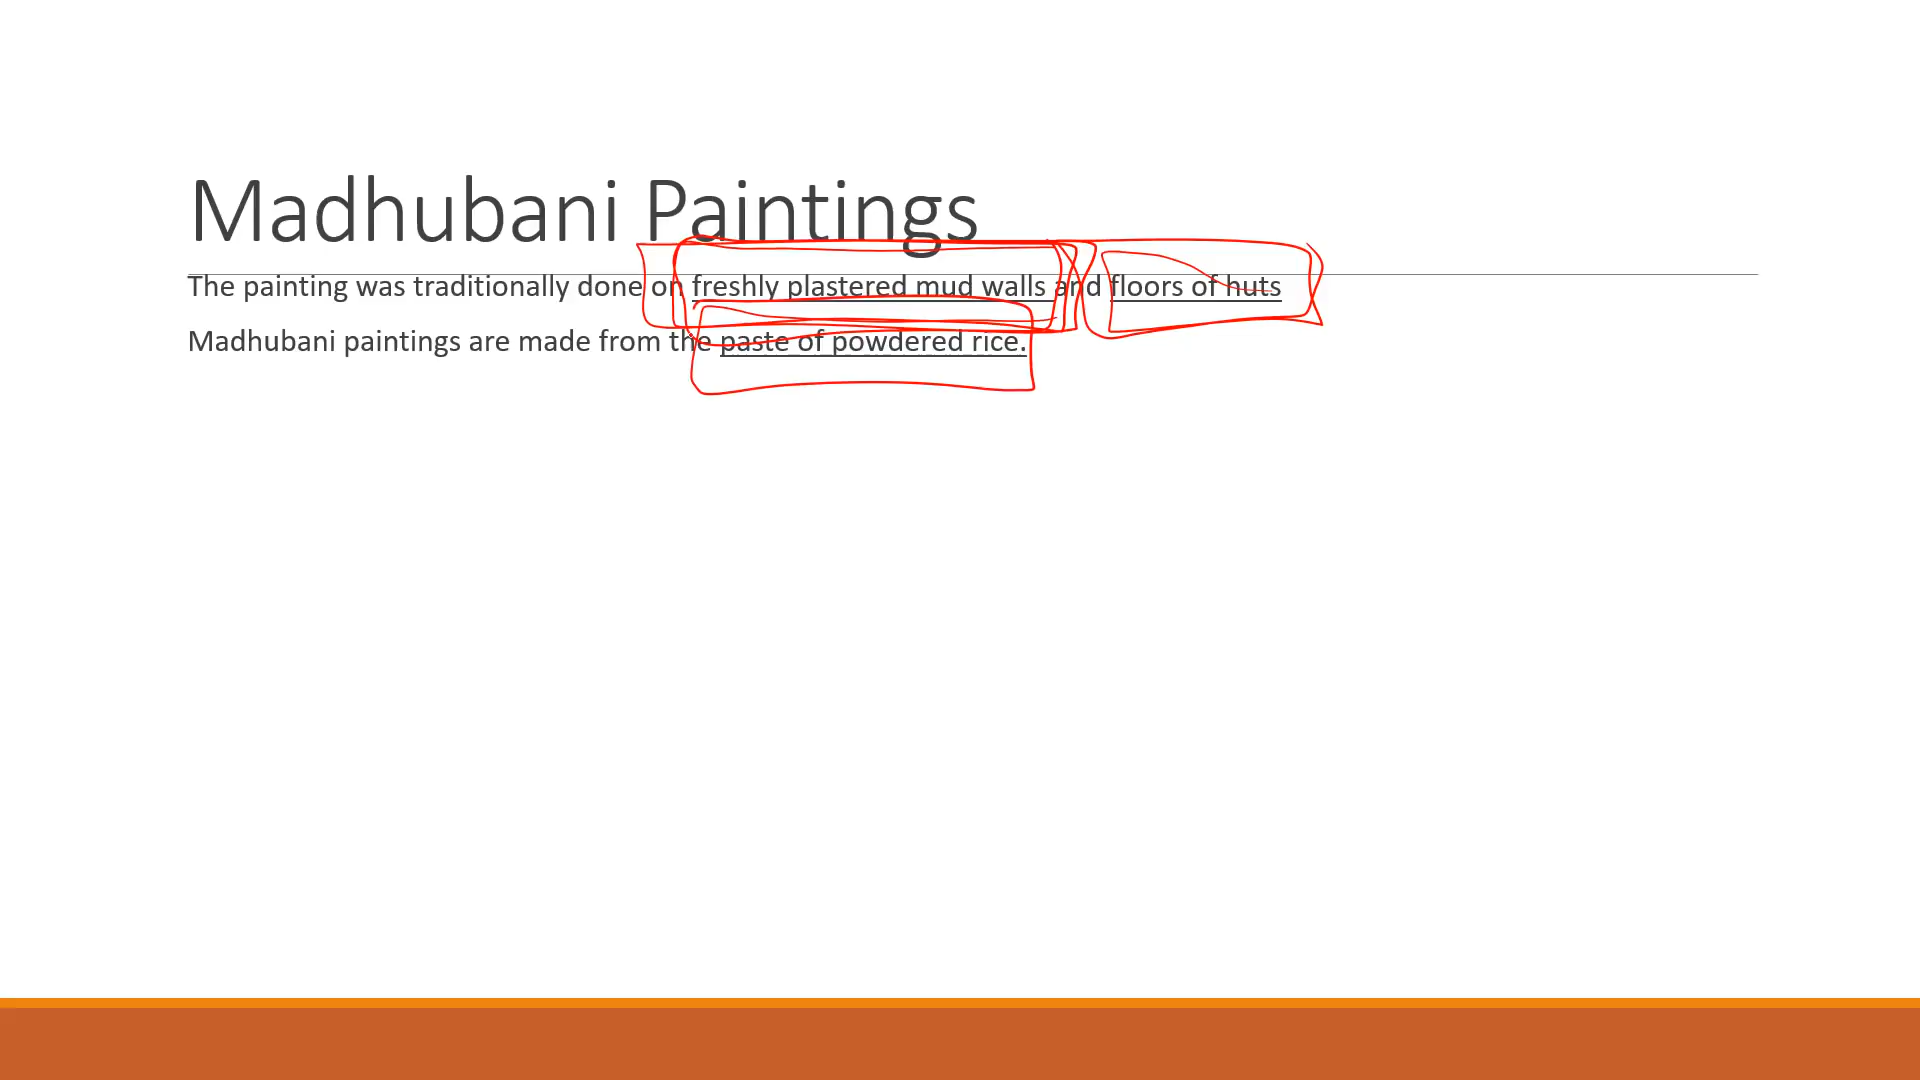 Madhubani Paintings
The painting was traditionally done on freshly plastered mud walls and floors of huts
Madhubani paintings are made from the paste of powdered rice.